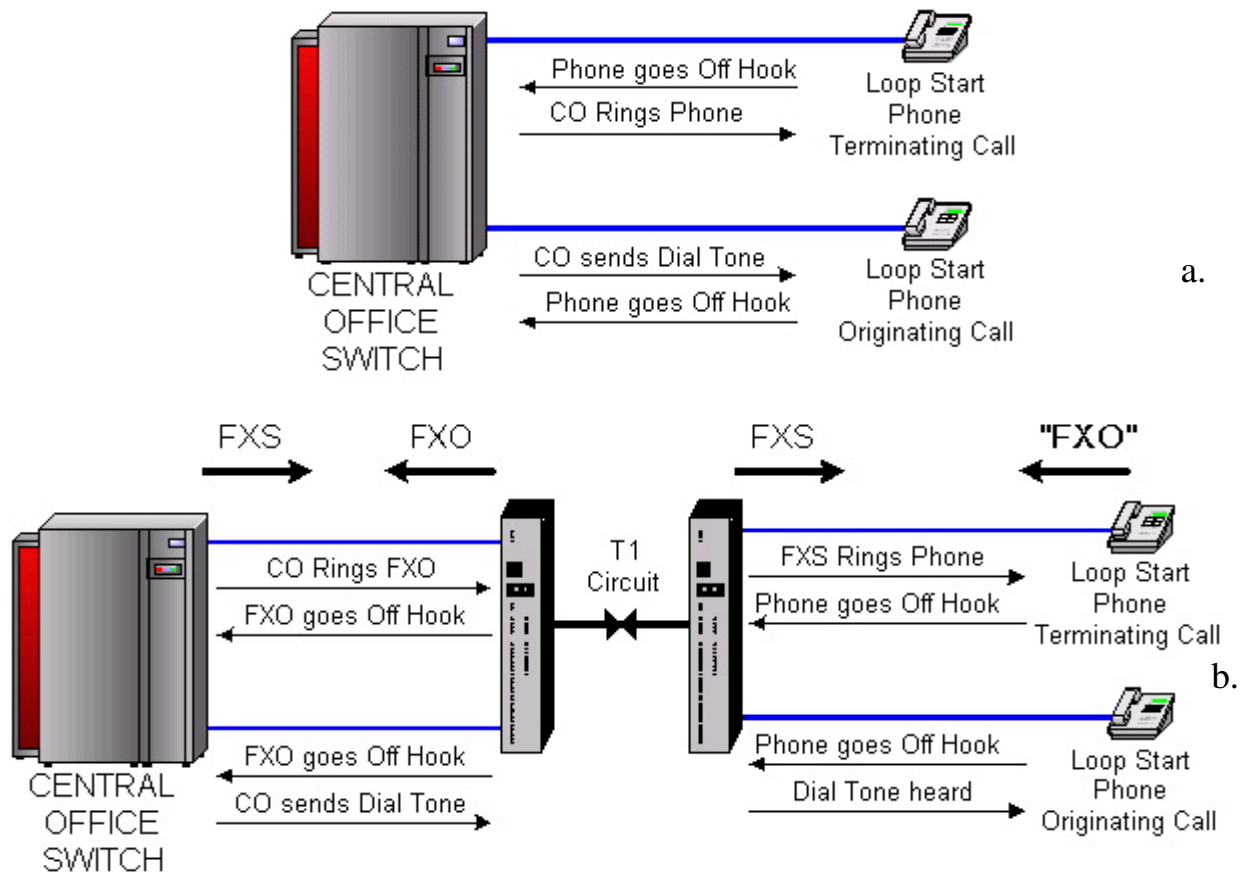 Phone goes Off Hook
CO Rings Phone
Loop Start
Phone
Terminating Call
CO sends Dial Tone
Phone goes Off Hook
Loop Start
Phone
Originating Call
CENTRAL
OFFICE
SWITCH
a.
FXS
FXO
FXS
"FXO"
CO Rings FXO
FXO goes Off Hook
T1
Circuit
FXS Rings Phone
Phone goes Off Hook
Loop Start
Phone
Terminating Call
b.
FXO goes Off Hook
CO sends Dial Tone
Phone goes Off Hook
Dial Tone heard
Loop Start
Phone
Originating Call
CENTRAL
OFFICE
SWITCH